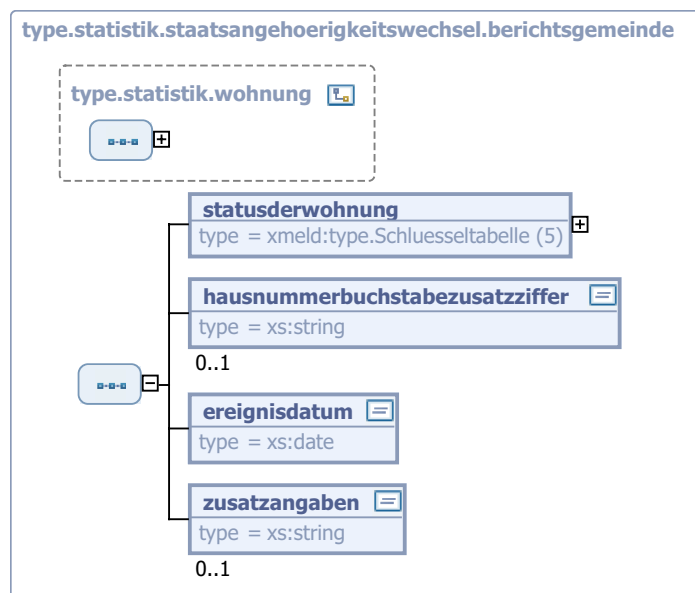 type.statistik.staatsangehoerigkeitswechsel.berichtsgemeinde
type.statistik.wohnung
statusderwohnung
type = xmeld:type.Schluesseltabelle (5)
hausnummerbuchstabezusatzziffer
type = xs:string
0..1
ereignisdatum
type = xs:date
zusatzangaben
type = xs:string
0..1